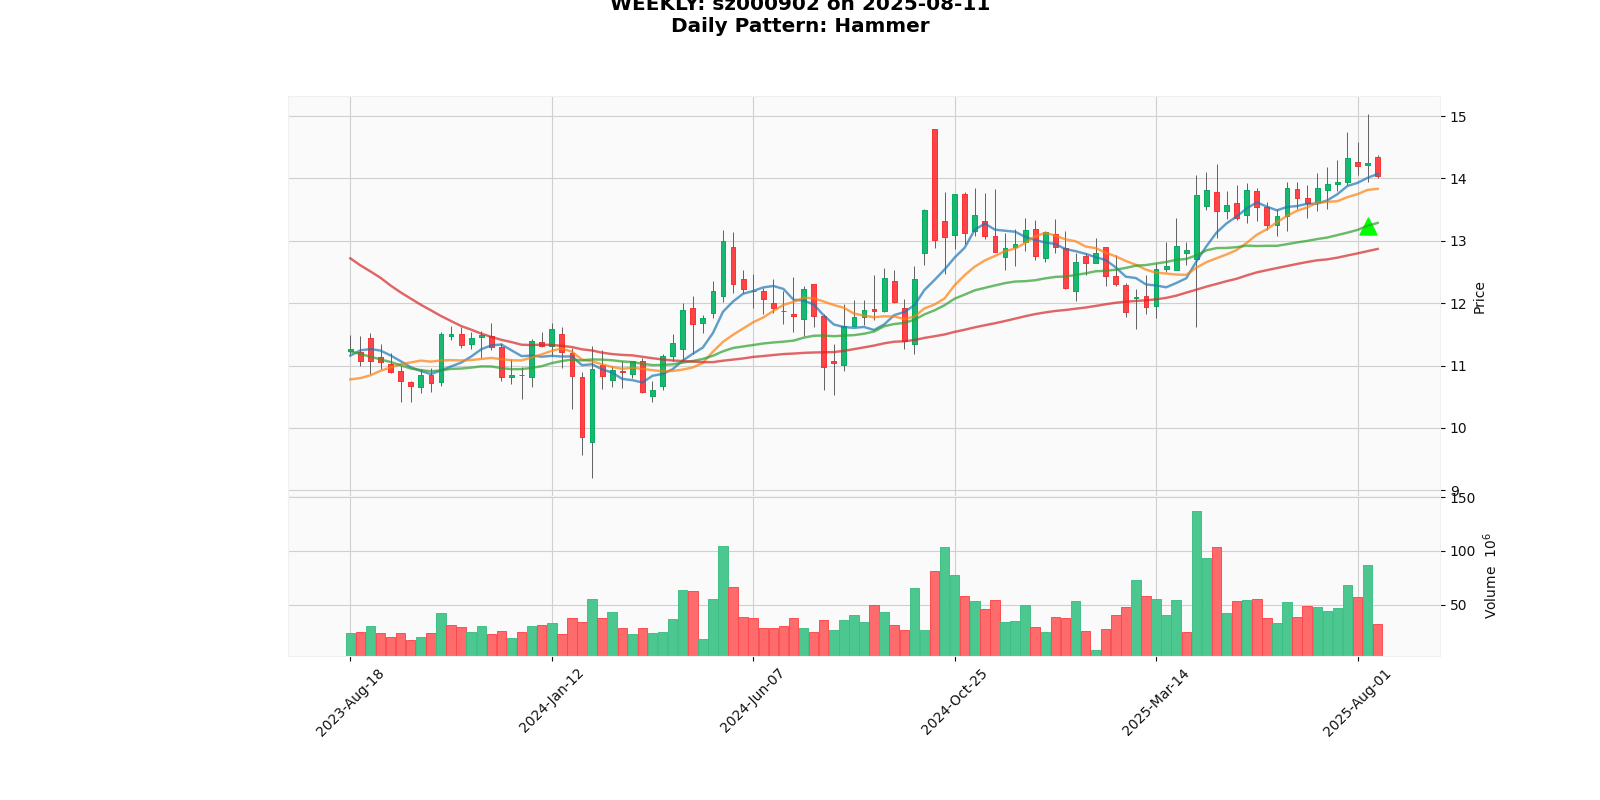 WEEKLY: sz000902 on 2025-08-11
Daily Pattern: Hammer
15
14
13
12
11
10
9
Price
150
100
50
Volume 10^6
2023-Aug-18
2024-Jan-12
2024-Jun-07
2024-Oct-25
2025-Mar-14
2025-Aug-01